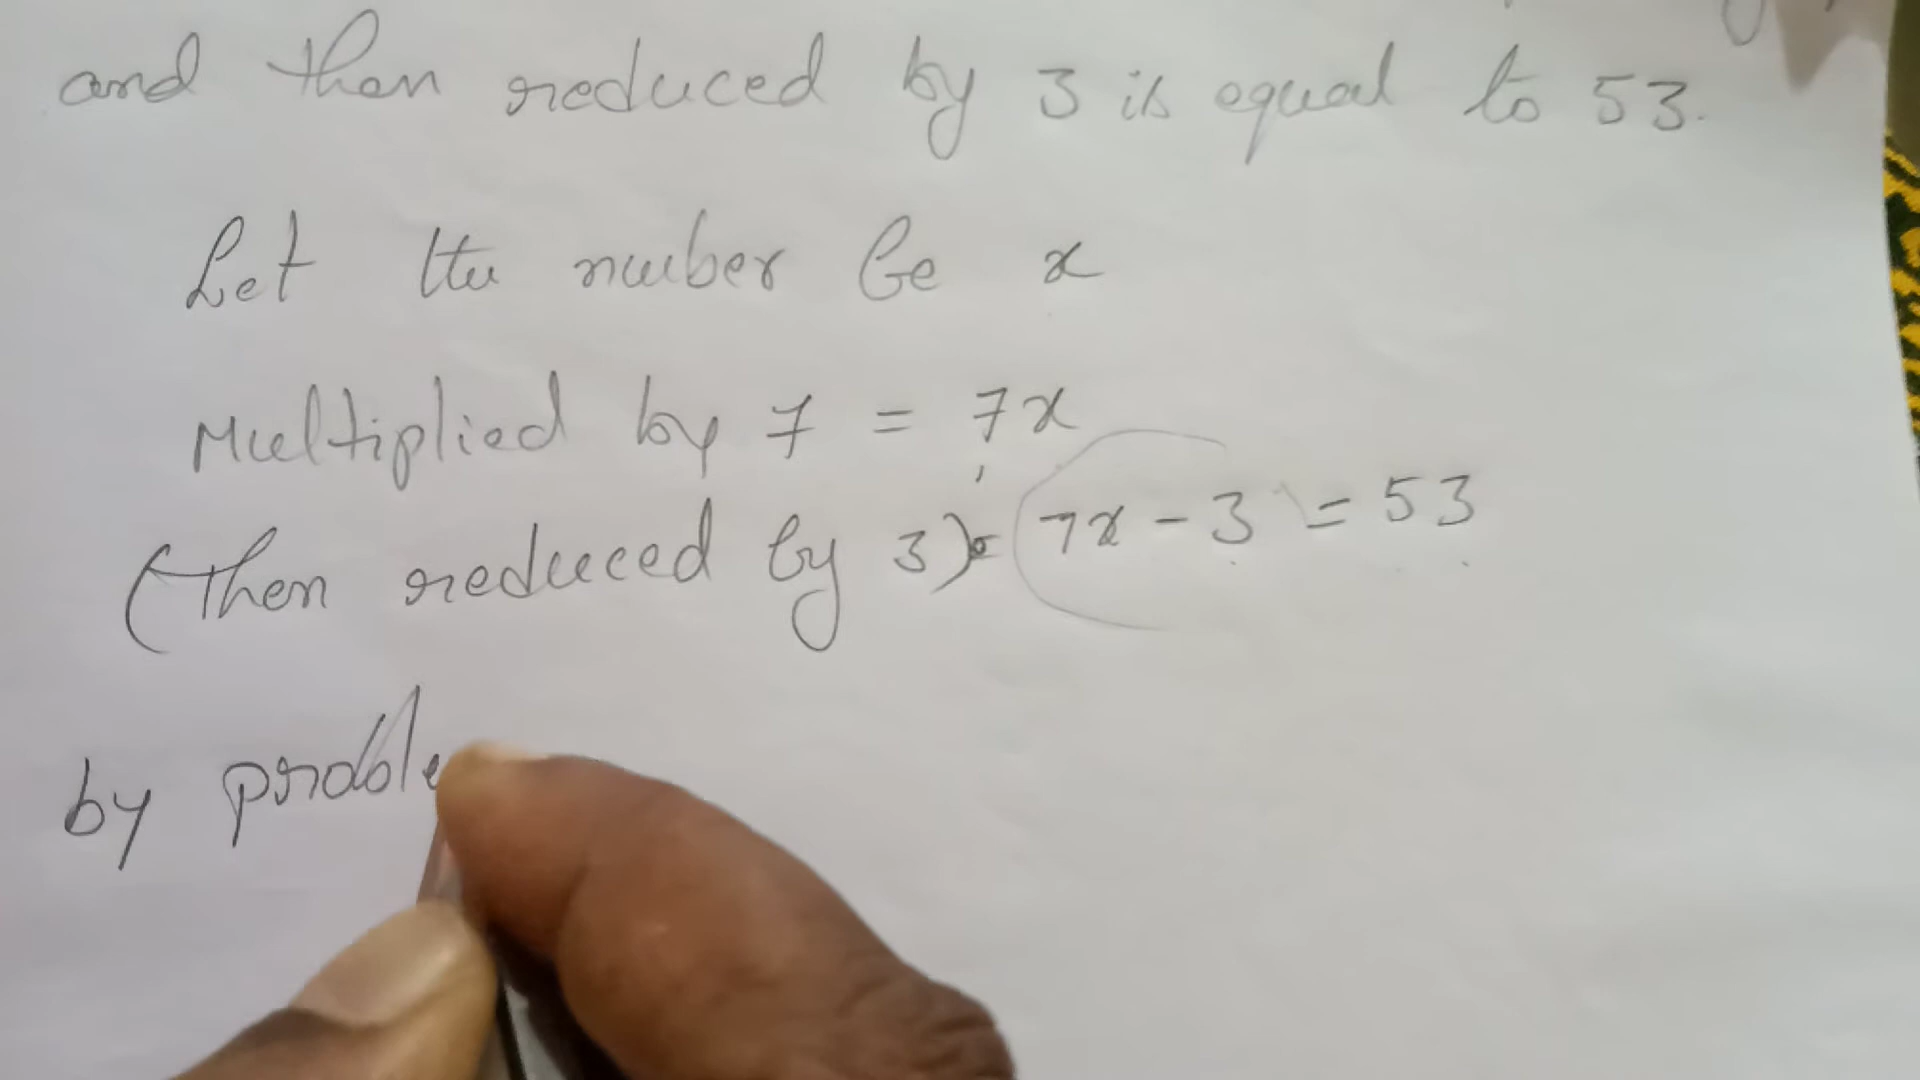 and then reduced by 3 is equal to 53.
Let the number be x
Multiplied by 7 = 7x
(Then reduced by 3) = 7x - 3 = 53
by proble